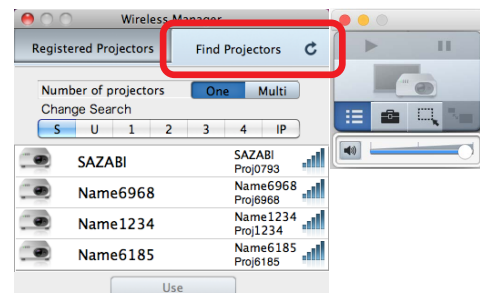 Wireless Manager
Registered Projectors Find Projectors
Number of projectors One Multi
Change Search
S U 1 2 3 4 IP
SAZABI SAZABI
Proj0793
Name6968 Name6968
Proj6968
Name1234 Name1234
Proj1234
Name6185 Name6185
Proj6185
Use